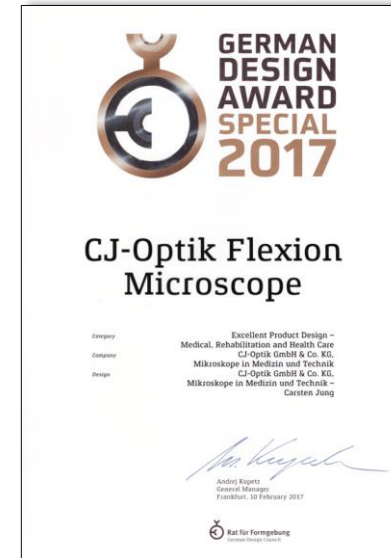 GERMAN
DESIGN
AWARD
SPECIAL
2017
CJ-Optik Flexion
Microscope
Category
Excellent Product Design –
Medical, Rehabilitation and Health Care
Company
CJ-Optik GmbH & Co. KG,
Mikroskope in Medizin und Technik
Design
CJ-Optik GmbH & Co. KG,
Mikroskope in Medizin und Technik –
Carsten Jung
Andrej Kupetz
General Manager
Frankfurt, 10 February 2017
Rat für Formgebung
German Design Council